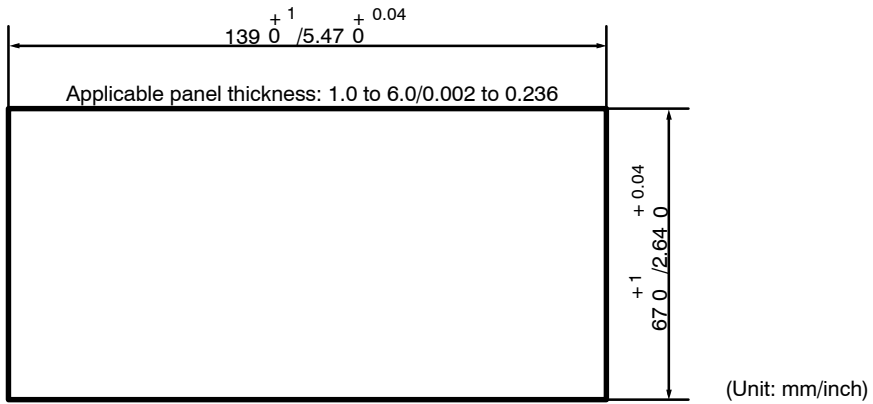 + 1 + 0.04
139 0 /5.47 0
Applicable panel thickness: 1.0 to 6.0/0.002 to 0.236
+ 1 + 0.04
67 0 /2.64 0
(Unit: mm/inch)